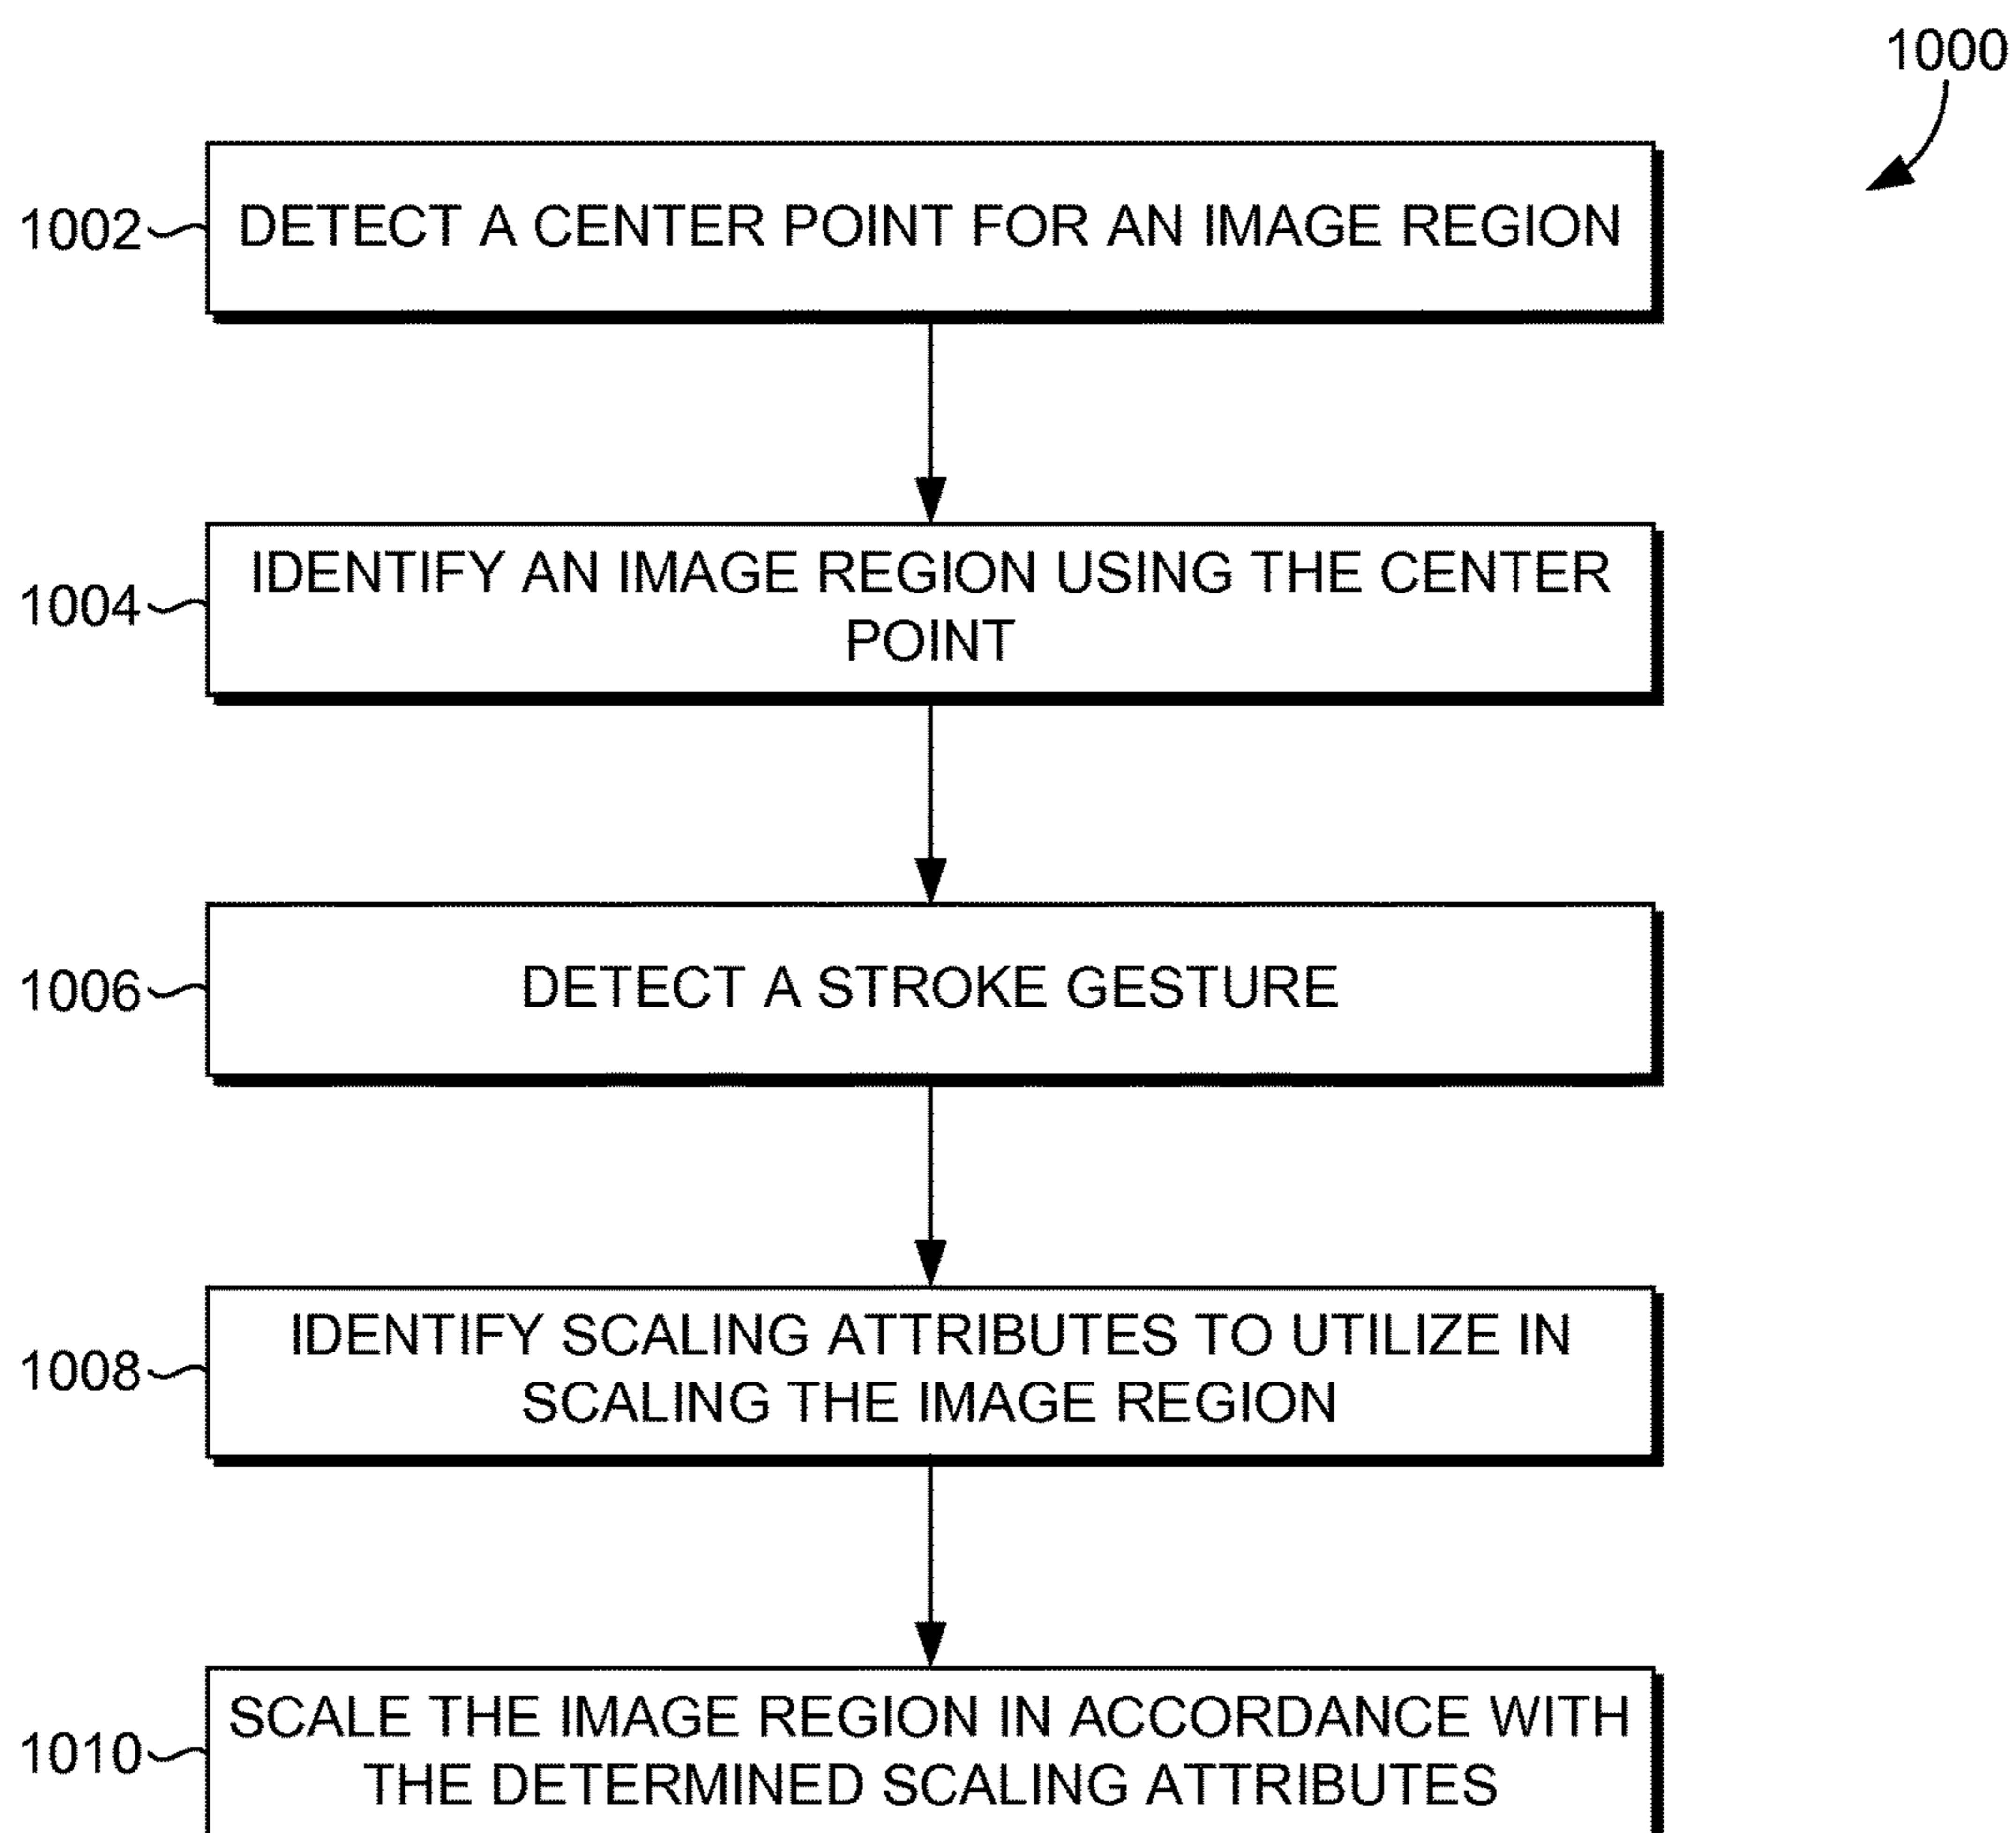 1000
1002
DETECT A CENTER POINT FOR AN IMAGE REGION
1004
IDENTIFY AN IMAGE REGION USING THE CENTER
POINT
1006
DETECT A STROKE GESTURE
1008
IDENTIFY SCALING ATTRIBUTES TO UTILIZE IN
SCALING THE IMAGE REGION
1010
SCALE THE IMAGE REGION IN ACCORDANCE WITH
THE DETERMINED SCALING ATTRIBUTES